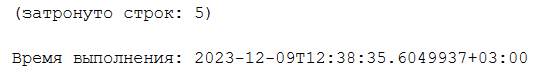 (затронуто строк: 5)
Время выполнения: 2023-12-09T12:38:35.6049937+03:00